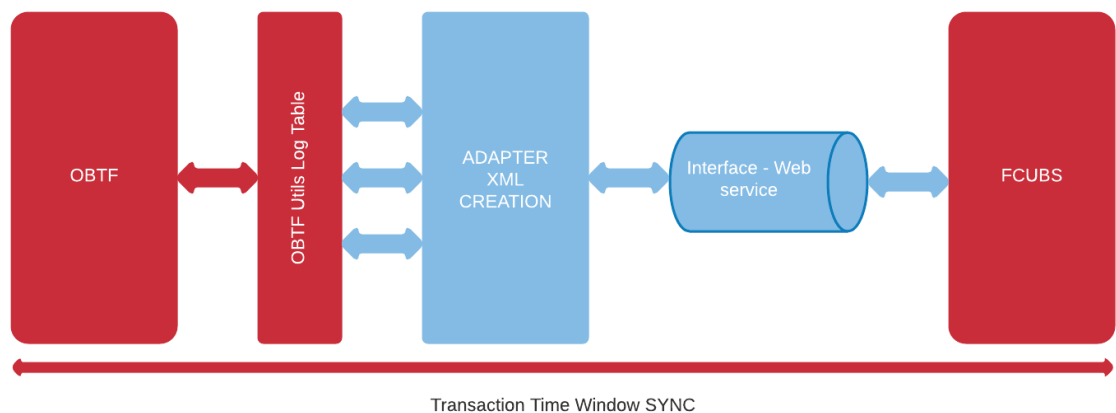 OBTF
OBTF Utils Log Table
ADAPTER
XML
CREATION
Interface - Web
service
FCUBS
Transaction Time Window SYNC